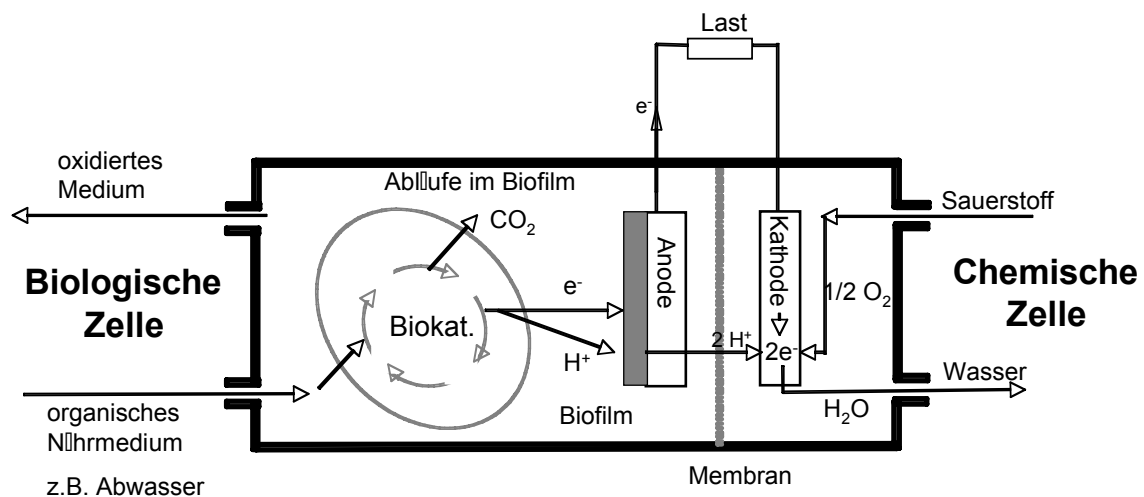 Last
e-
oxidiertes
Medium
Abl▯ufe im Biofilm
Sauerstoff
CO2
Anode
Kathode
Biologische
Zelle
Chemische
Zelle
e-
1/2 O2
Biokat.
H+
2 H+
2e-
Wasser
organisches
N▯hrmedium
Biofilm
H2O
z.B. Abwasser
Membran